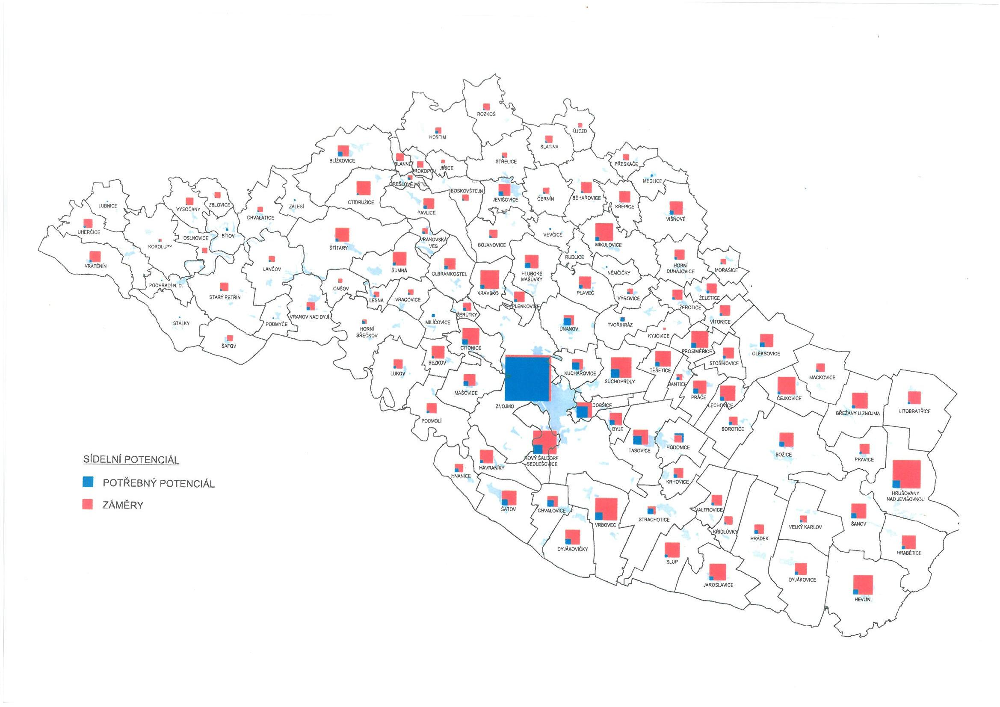 ROZKOŠ
HOSTIM
ÚJEZD
SLATINA
BLÍŽKOVICE
BLANNÉ
PROKOPOV
JIŘICE
STŘELICE
PŘESKAČE
MEDLICE
GREŠLOVÉ MÝTO
BOSKOVŠTEJN
JEVIŠOVICE
ČERNÍN
BĚHAŘOVICE
KŘEPICE
VIŠŇOVÉ
LUBNICE
VYSOČANY
ZBLOVICE
CHVALATICE
ZÁLESÍ
CTIDRUŽICE
PAVLICE
UHERČICE
OSLNOVICE
BÍTOV
KOROLUPY
ŠTÍTARY
VRANOVSKÁ
VES
BOJANOVICE
VEVČICE
MIKULOVICE
RUDLICE
VRATĚNÍN
LANČOV
ŠUMNÁ
OLBRAMKOSTEL
HLUBOKÉ
MAŠŮVKY
NĚMČIČKY
HORNÍ
DUNAJOVICE
MORAŠICE
PODHRADÍ N. D.
STARÝ PETŘÍN
ONŠOV
LESNÁ
VRACOVICE
KRAVSKO
PLENKOVICE
PLAVEČ
VÝROVICE
ŽEROTICE
ŽELETICE
STÁLKY
PODMYČE
VRANOV NAD DYJÍ
HORNÍ
BŘEČKOV
MILÍČOVICE
ŽERŮTKY
ÚNANOV
TVOŘIHRÁZ
VÍTONICE
KYJOVICE
ŠAFOV
CITONICE
PROSIMĚŘICE
OLEKSOVICE
LUKOV
BEZKOV
KUCHAŘOVICE
SUCHOHRDLY
TĚŠETICE
STOŠÍKOVICE
MACKOVICE
MAŠOVICE
BANTICE
PRÁČE
ČEJKOVICE
ZNOJMO
DOBŠICE
LECHOVICE
BŘEŽANY U ZNOJMA
LITOBRATŘICE
PODMOLÍ
DYJE
BOROTICE
TASOVICE
HODONICE
BOŽICE
PRAVICE
NOVÝ ŠALDORF
-SEDLEŠOVICE
HAVRANÍKY
HNANICE
KRHOVICE
HRUŠOVANY
NAD JEVIŠOVKOU
ŠATOV
CHVALOVICE
VRBOVEC
STRACHOTICE
VALTROVICE
KŘIDLŮVKY
HRÁDEK
VELKÝ KARLOV
ŠANOV
DYJÁKOVIČKY
SLUP
HRABĚTICE
JAROSLAVICE
DYJÁKOVICE
HEVLÍN
SÍDELNÍ POTENCIÁL
POTŘEBNÝ POTENCIÁL
ZÁMĚRY